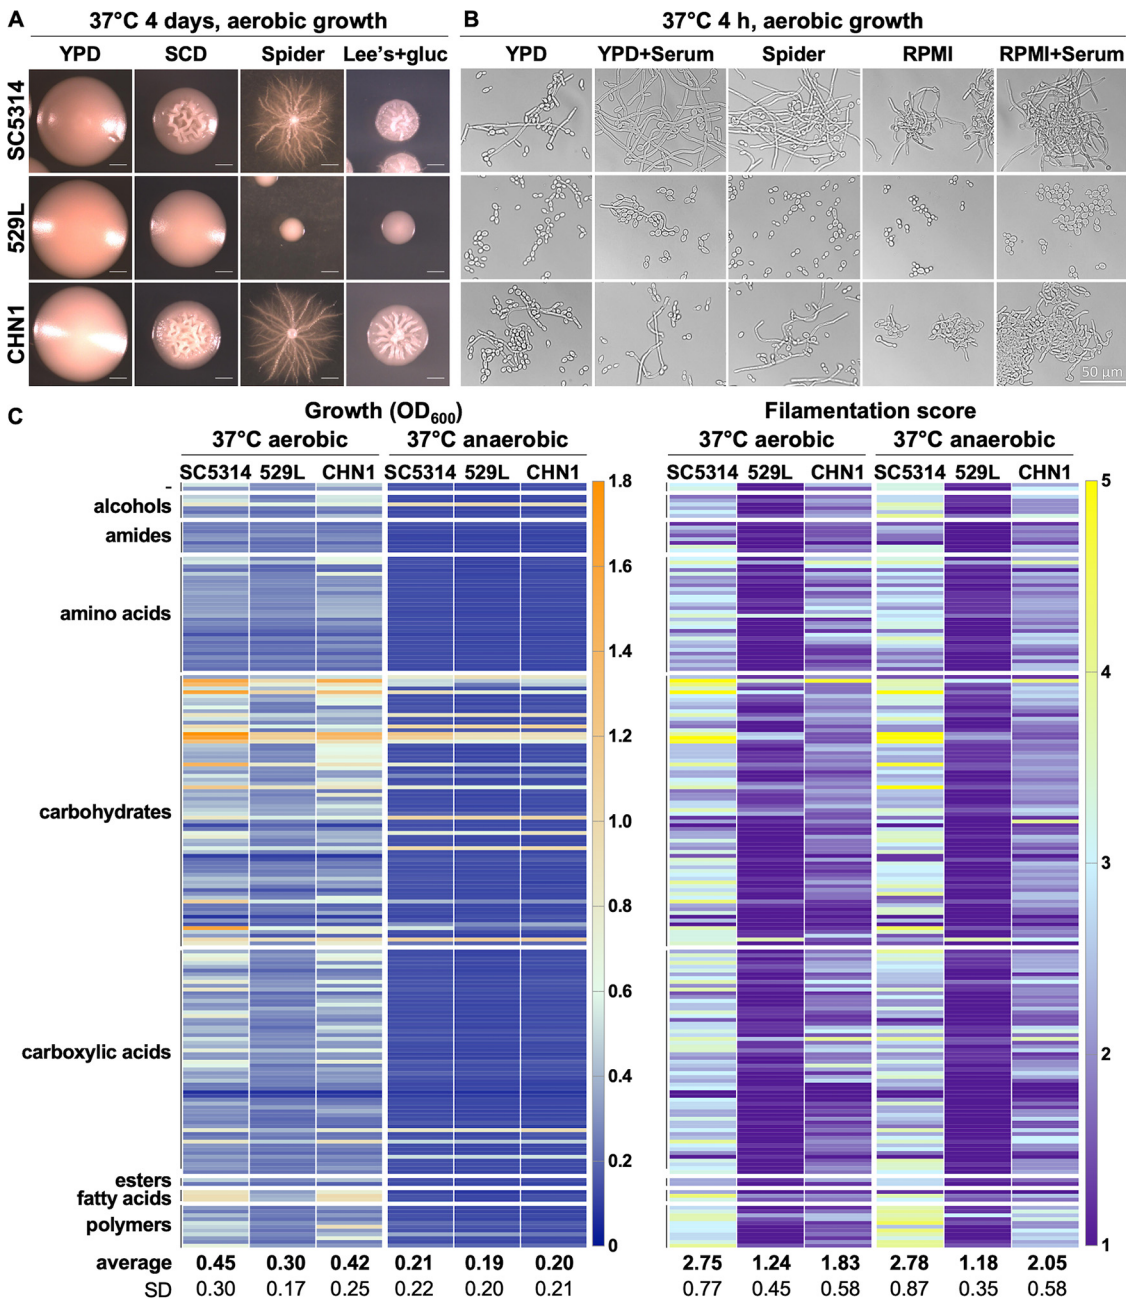 A 37°C 4 days, aerobic growth
YPD SCD Spider Lee's+gluc
SC5314
529L
CHN1
B 37°C 4 h, aerobic growth
YPD YPD+Serum Spider RPMI RPMI+Serum
50 µm
C Growth (OD600) Filamentation score
37°C aerobic 37°C anaerobic 37°C aerobic 37°C anaerobic
SC5314 529L CHN1 SC5314 529L CHN1 SC5314 529L CHN1 SC5314 529L CHN1
-
alcohols
amides
amino acids
carbohydrates
carboxylic acids
esters
fatty acids
polymers
1.8
1.6
1.4
1.2
1.0
0.8
0.6
0.4
0.2
0
5
4
3
2
1
average 0.45 0.30 0.42 0.21 0.19 0.20 2.75 1.24 1.83 2.78 1.18 2.05
SD 0.30 0.17 0.25 0.22 0.20 0.21 0.77 0.45 0.58 0.87 0.35 0.58